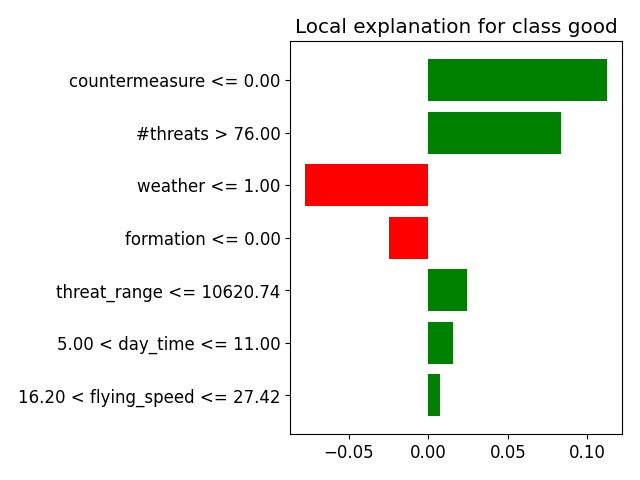 Local explanation for class good
countermeasure <= 0.00
#threats > 76.00
weather <= 1.00
formation <= 0.00
threat_range <= 10620.74
5.00 < day_time <= 11.00
16.20 < flying_speed <= 27.42
−0.05 0.00 0.05 0.10